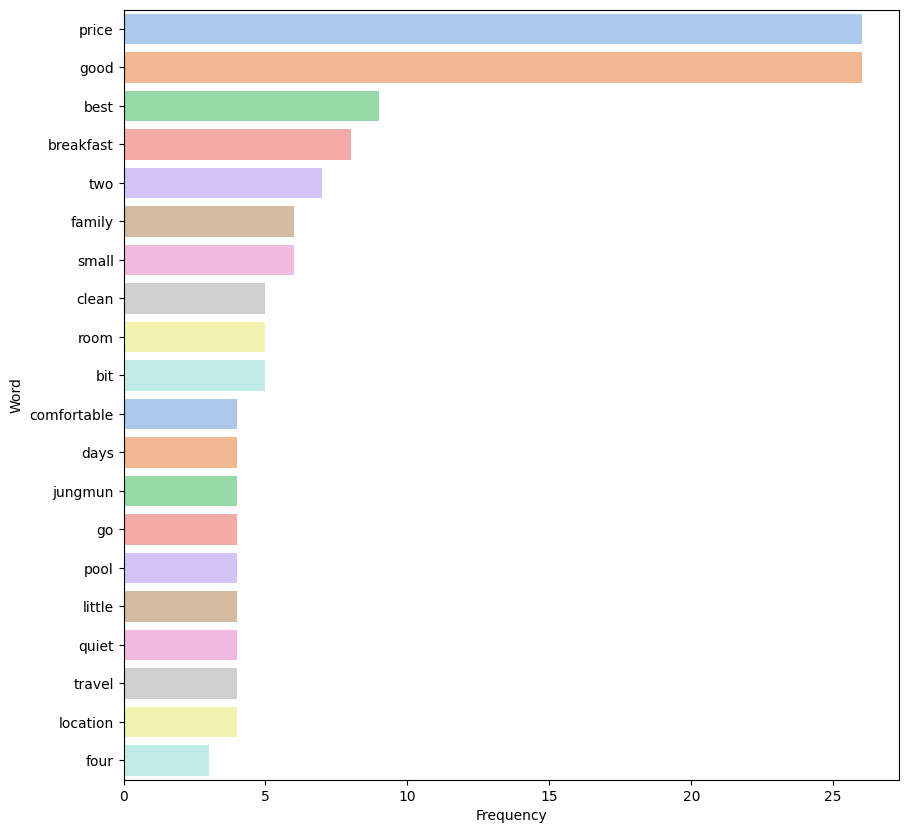 price
good
best
breakfast
two
family
small
clean
room
bit
comfortable
days
jungmun
go
pool
little
quiet
travel
location
four
Word
0 5 10 15 20 25
Frequency